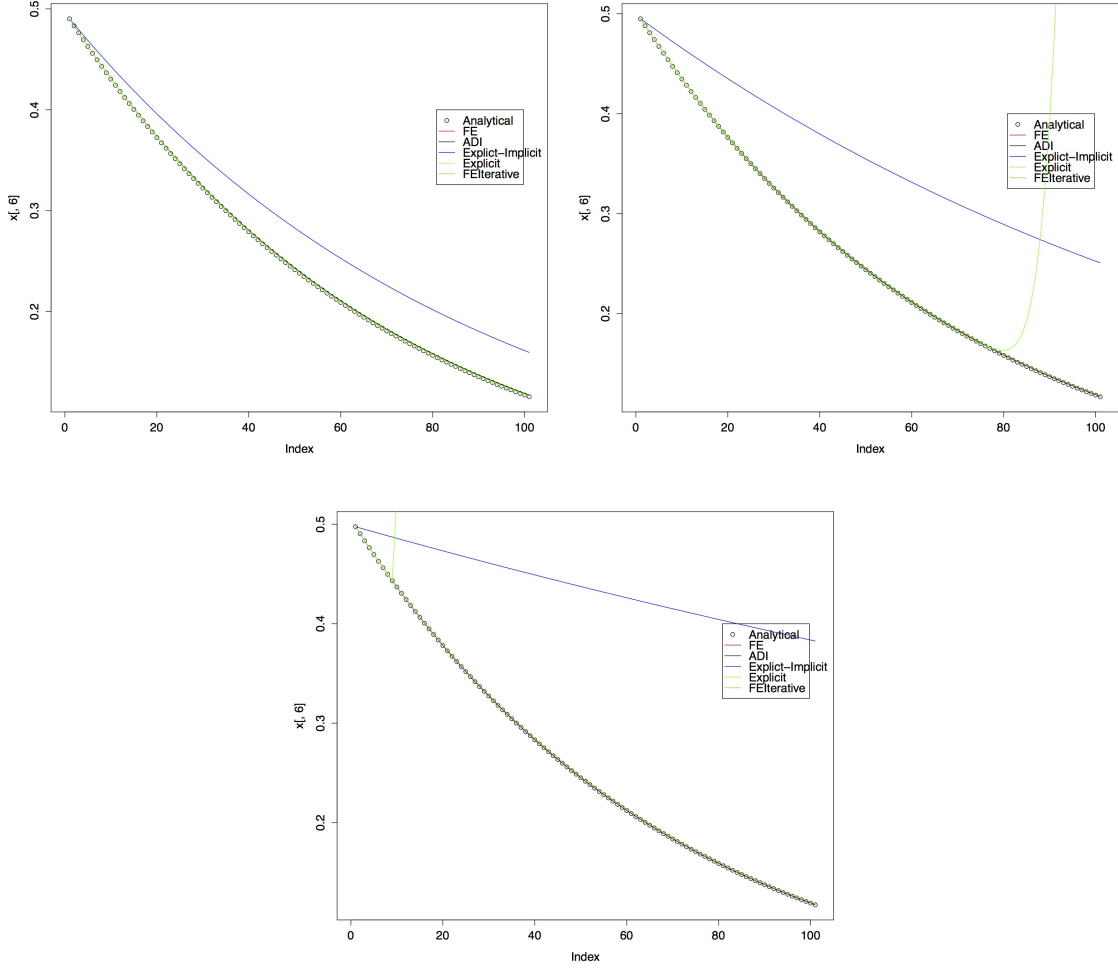 0.5
0.4
0.3
0.2
x[, 6]
0
20
40
60
80
100
Index
Analytical
FE
ADI
Explict-Implicit
Explicit
FEIterative
0.5
0.4
0.3
0.2
x[, 6]
0
20
40
60
80
100
Index
Analytical
FE
ADI
Explict-Implicit
Explicit
FEIterative
0.5
0.4
0.3
0.2
x[, 6]
0
20
40
60
80
100
Index
Analytical
FE
ADI
Explict-Implicit
Explicit
FEIterative